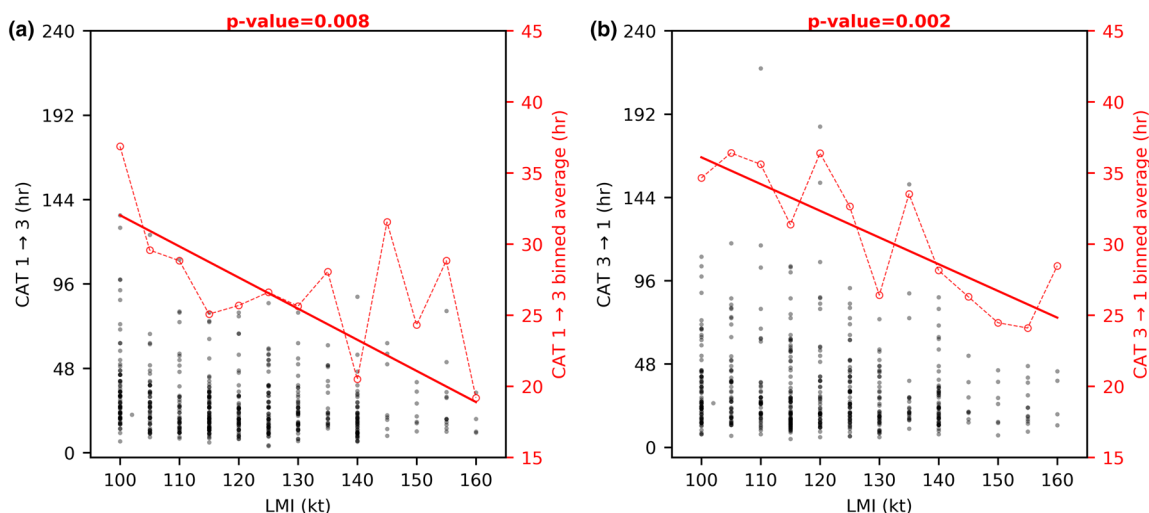 (a)
p-value=0.008
240
192
144
96
48
0
CAT 1 → 3 (hr)
45
40
35
30
25
20
15
CAT 1 → 3 binned average (hr)
100 110 120 130 140 150 160
LMI (kt)
(b)
p-value=0.002
240
192
144
96
48
0
CAT 3 → 1 (hr)
45
40
35
30
25
20
15
CAT 3 → 1 binned average (hr)
100 110 120 130 140 150 160
LMI (kt)